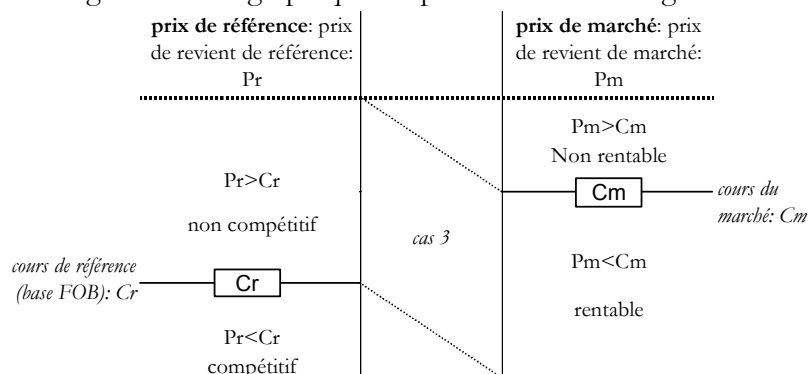 prix de référence: prix
de revient de référence:
Pr
prix de marché: prix
de revient de marché:
Pm
Pm>Cm
Non rentable
Pr>Cr
non compétitif
Cm
cours du
marché: Cm
cas 3
cours de référence
(base FOB): Cr
Cr
Pm<Cm
rentable
Pr<Cr
compétitif